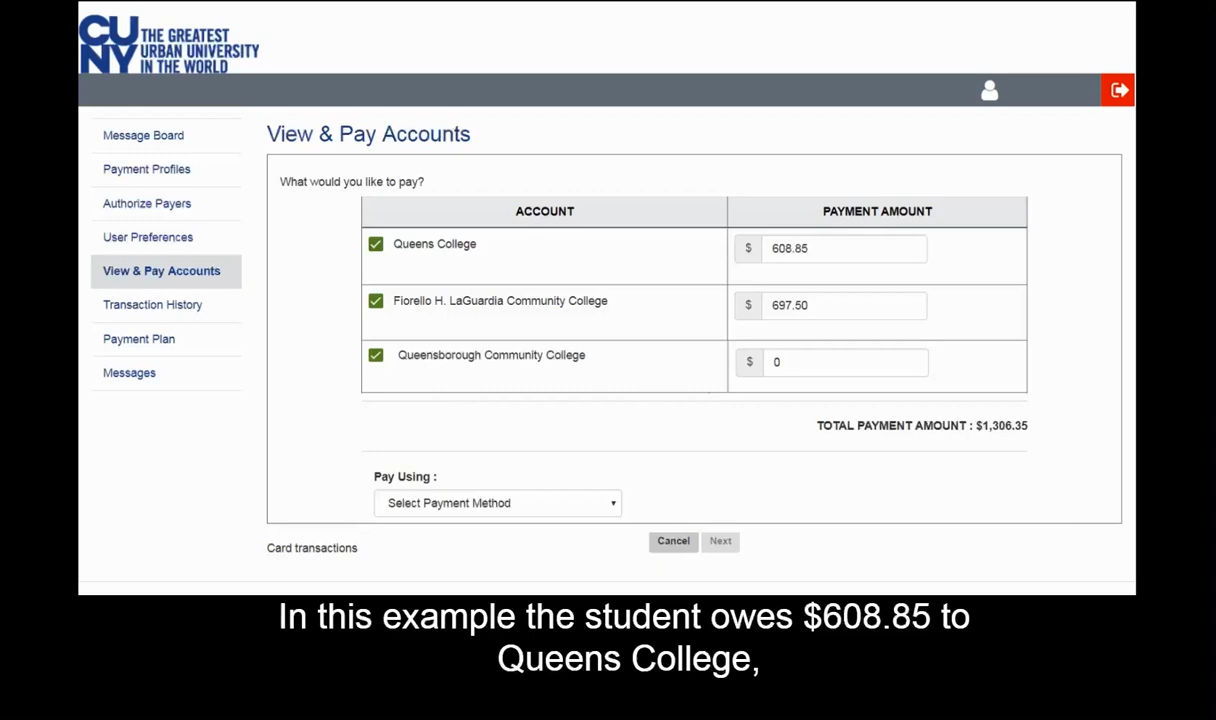 CU
NY
THE GREATEST
URBAN UNIVERSITY
IN THE WORLD
Message Board
Payment Profiles
Authorize Payers
User Preferences
View & Pay Accounts
Transaction History
Payment Plan
Messages
View & Pay Accounts
What would you like to pay?
ACCOUNT PAYMENT AMOUNT
Queens College $ 608.85
Fiorello H. LaGuardia Community College $ 697.50
Queensborough Community College $ 0
TOTAL PAYMENT AMOUNT : $1,306.35
Pay Using :
Select Payment Method
Cancel Next
Card transactions
In this example the student owes $608.85 to
Queens College,